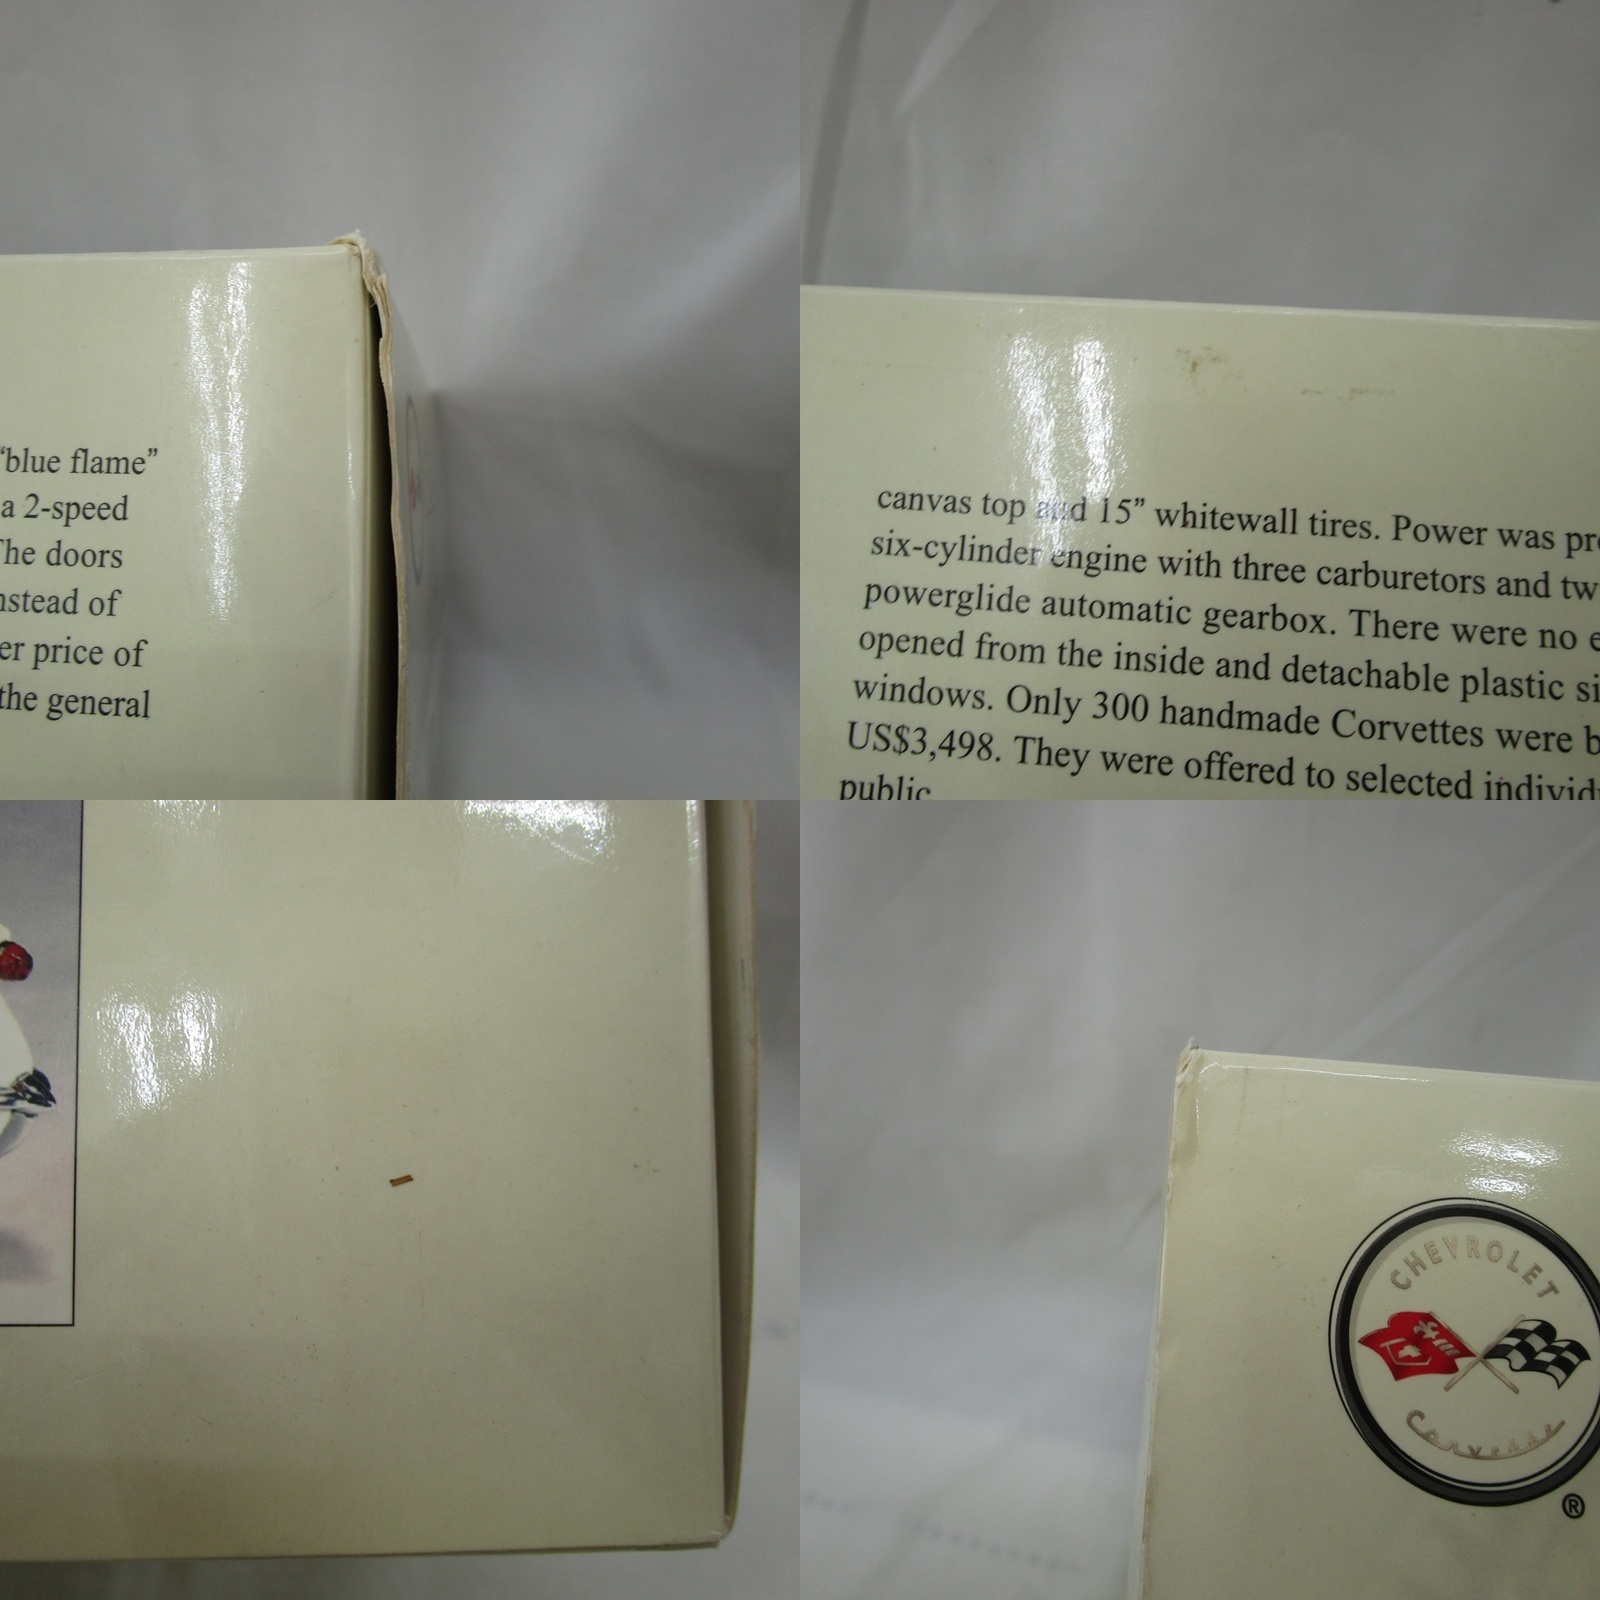 "blue flame"
a 2-speed
The doors
nstead of
er price of
the general
canvas top and 15" whitewall tires. Power was pro
six-cylinder engine with three carburetors and tw
powerglide automatic gearbox. There were no e
opened from the inside and detachable plastic si
windows. Only 300 handmade Corvettes were b
US$3,498. They were offered to selected individ
public
CHEVROLET
Corvette
®